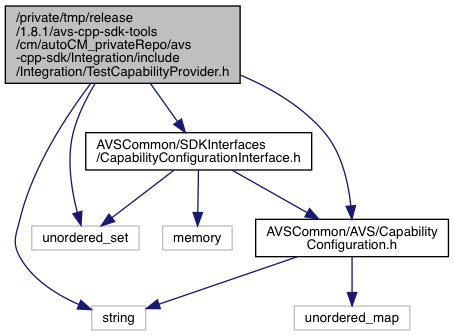 /private/tmp/release
/1.8.1/avs-cpp-sdk-tools
/cm/autoCM_privateRepo/avs
-cpp-sdk/Integration/include
/Integration/TestCapabilityProvider.h
AVSCommon/SDKInterfaces
/CapabilityConfigurationInterface.h
unordered_set
memory
AVSCommon/AVS/Capability
Configuration.h
string
unordered_map